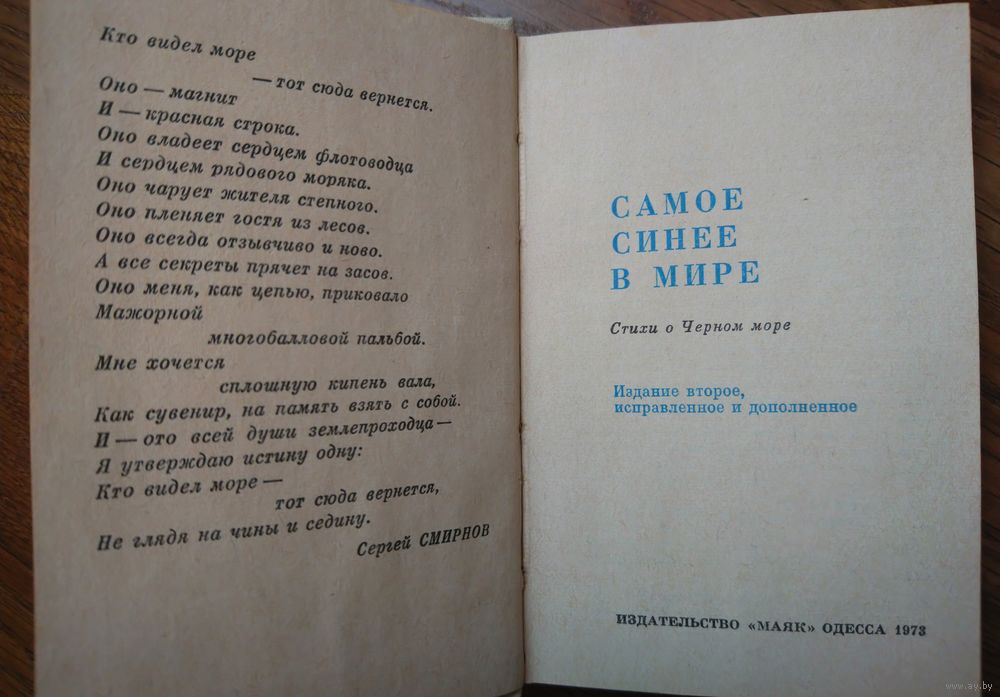 Кто видел море
— тот сюда вернется.
Оно — магнит
И — красная строка.
Оно владеет сердцем флотоводца
И сердцем рядового моряка.
Оно чарует жителя степного.
Оно пленяет гостя из лесов.
Оно всегда отзывчиво и ново.
А все секреты прячет на засов.
Оно меня, как цепью, приковало
Мажорной
многобалловой пальбой.
Мне хочется
сплошную кипень вала,
Как сувенир, на память взять с собой.
И — ото всей души землепроходца —
Я утверждаю истину одну:
Кто видел море —
тот сюда вернется,
Не глядя на чины и седину.
Сергей СМИРНОВ
САМОЕ
СИНЕЕ
В МИРЕ
Стихи о Черном море
Издание второе,
исправленное и дополненное
ИЗДАТЕЛЬСТВО «МАЯК» ОДЕССА 1973
www.ay.by